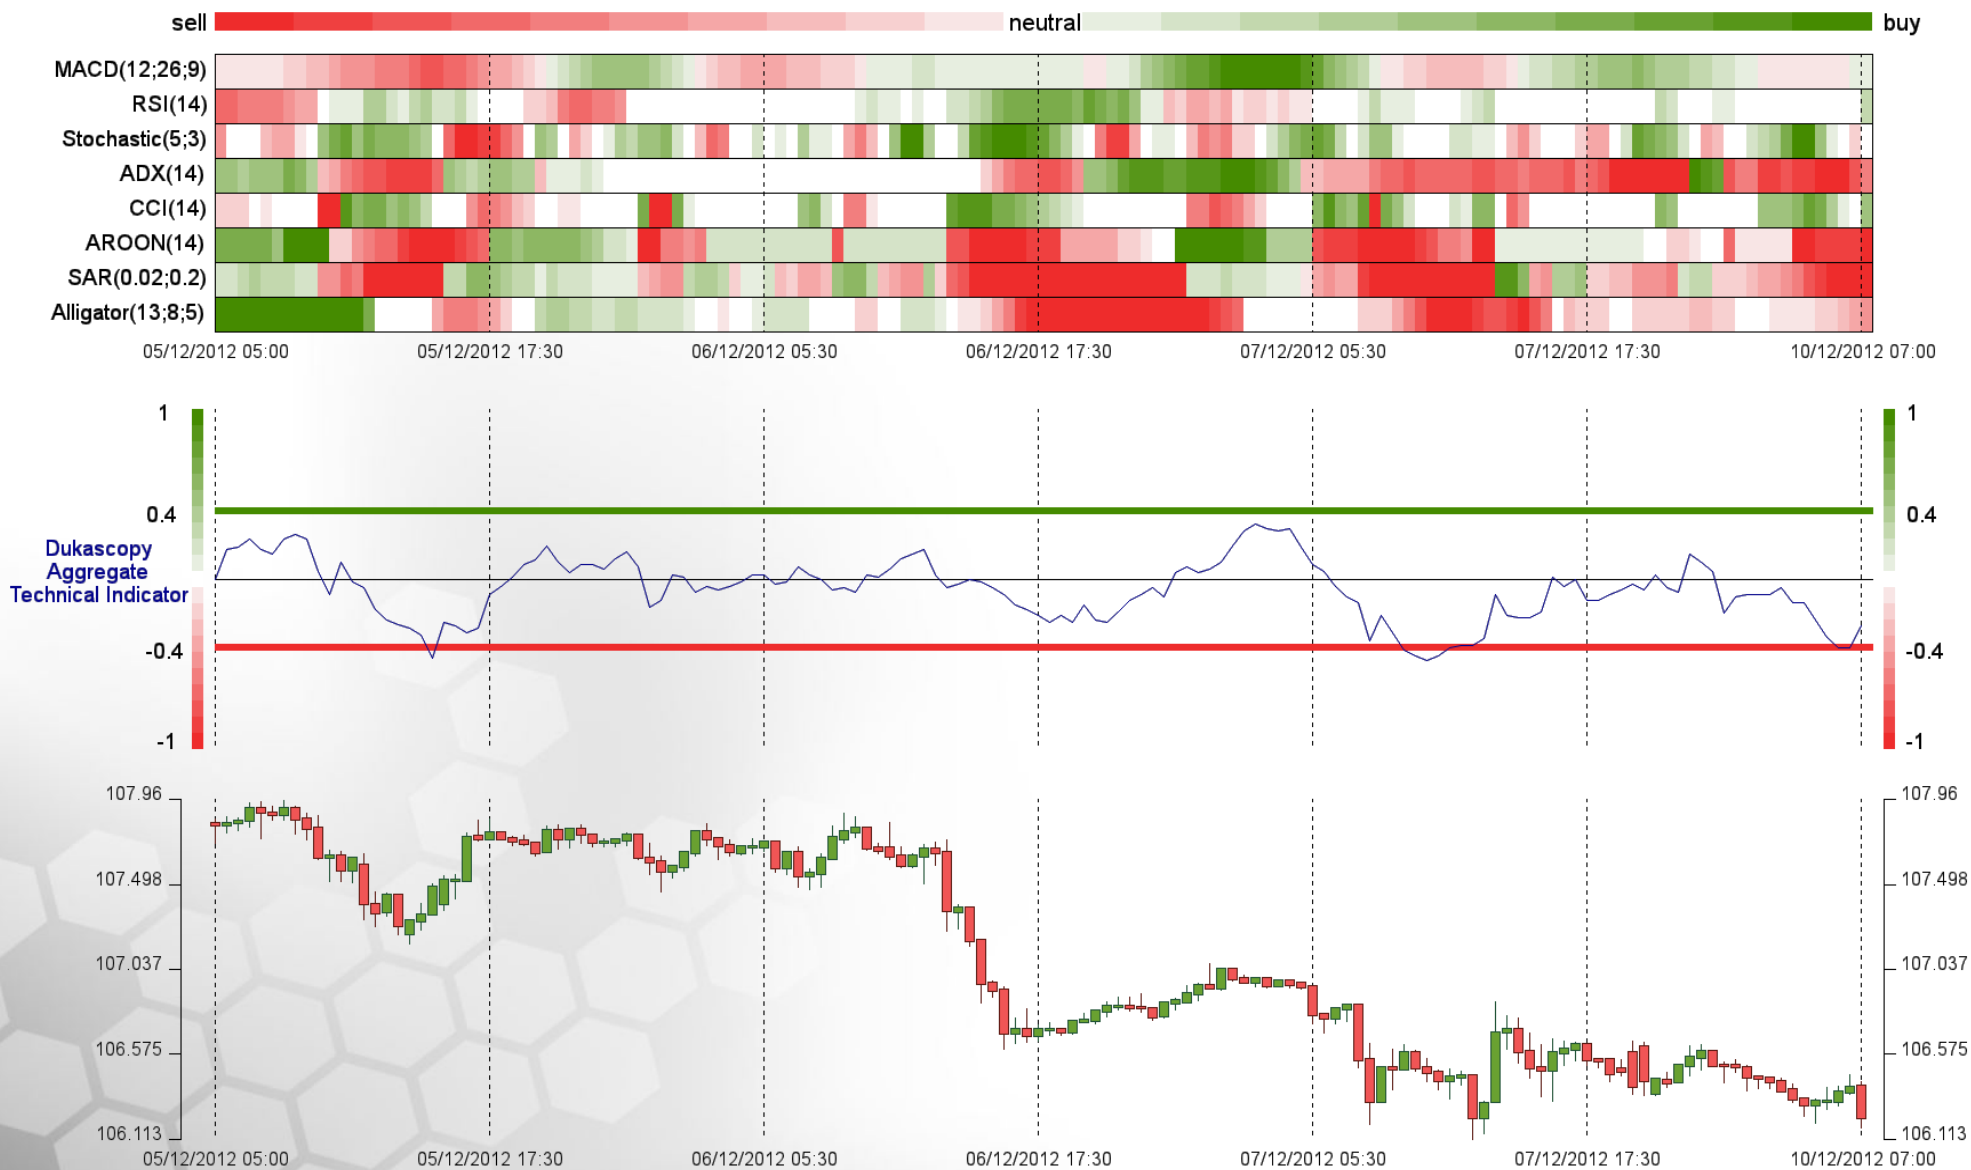 sell neutral buy
MACD(12;26;9)
RSI(14)
Stochastic(5;3)
ADX(14)
CCI(14)
AROON(14)
SAR(0.02;0.2)
Alligator(13;8;5)
05/12/2012 05:00 05/12/2012 17:30 06/12/2012 05:30 06/12/2012 17:30 07/12/2012 05:30 07/12/2012 17:30 10/12/2012 07:00
1 1
0.4 0.4
Dukascopy
Aggregate
Technical Indicator
-0.4 -0.4
-1 -1
107.96 107.96
107.498 107.498
107.037 107.037
106.575 106.575
106.113 106.113
05/12/2012 05:00 05/12/2012 17:30 06/12/2012 05:30 06/12/2012 17:30 07/12/2012 05:30 07/12/2012 17:30 10/12/2012 07:00